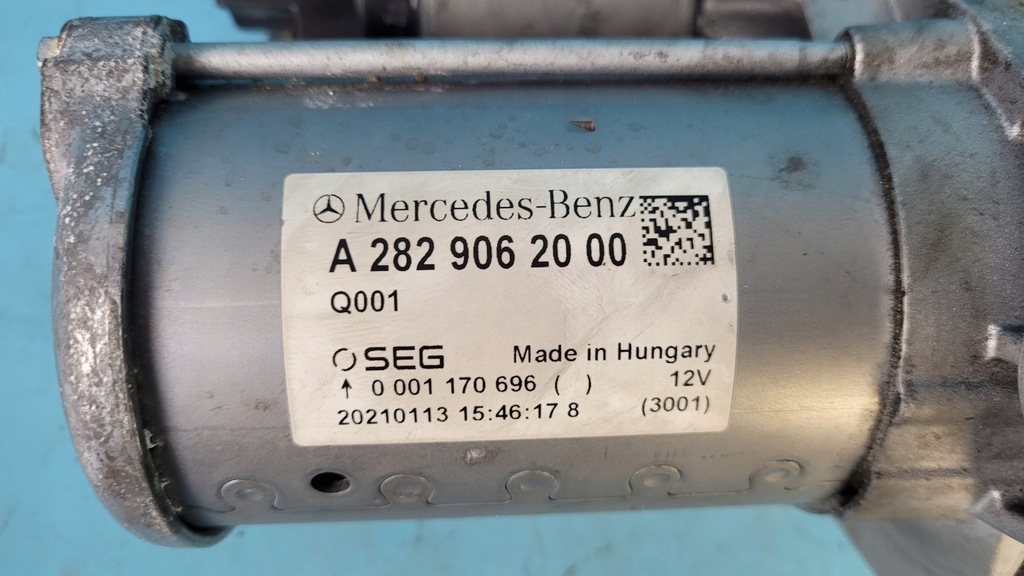 Mercedes-Benz
A 282 906 20 00
Q001
SEG Made in Hungary
↑ 0 001 170 696 ( ) 12V
20210113 15:46:17 8 (3001)